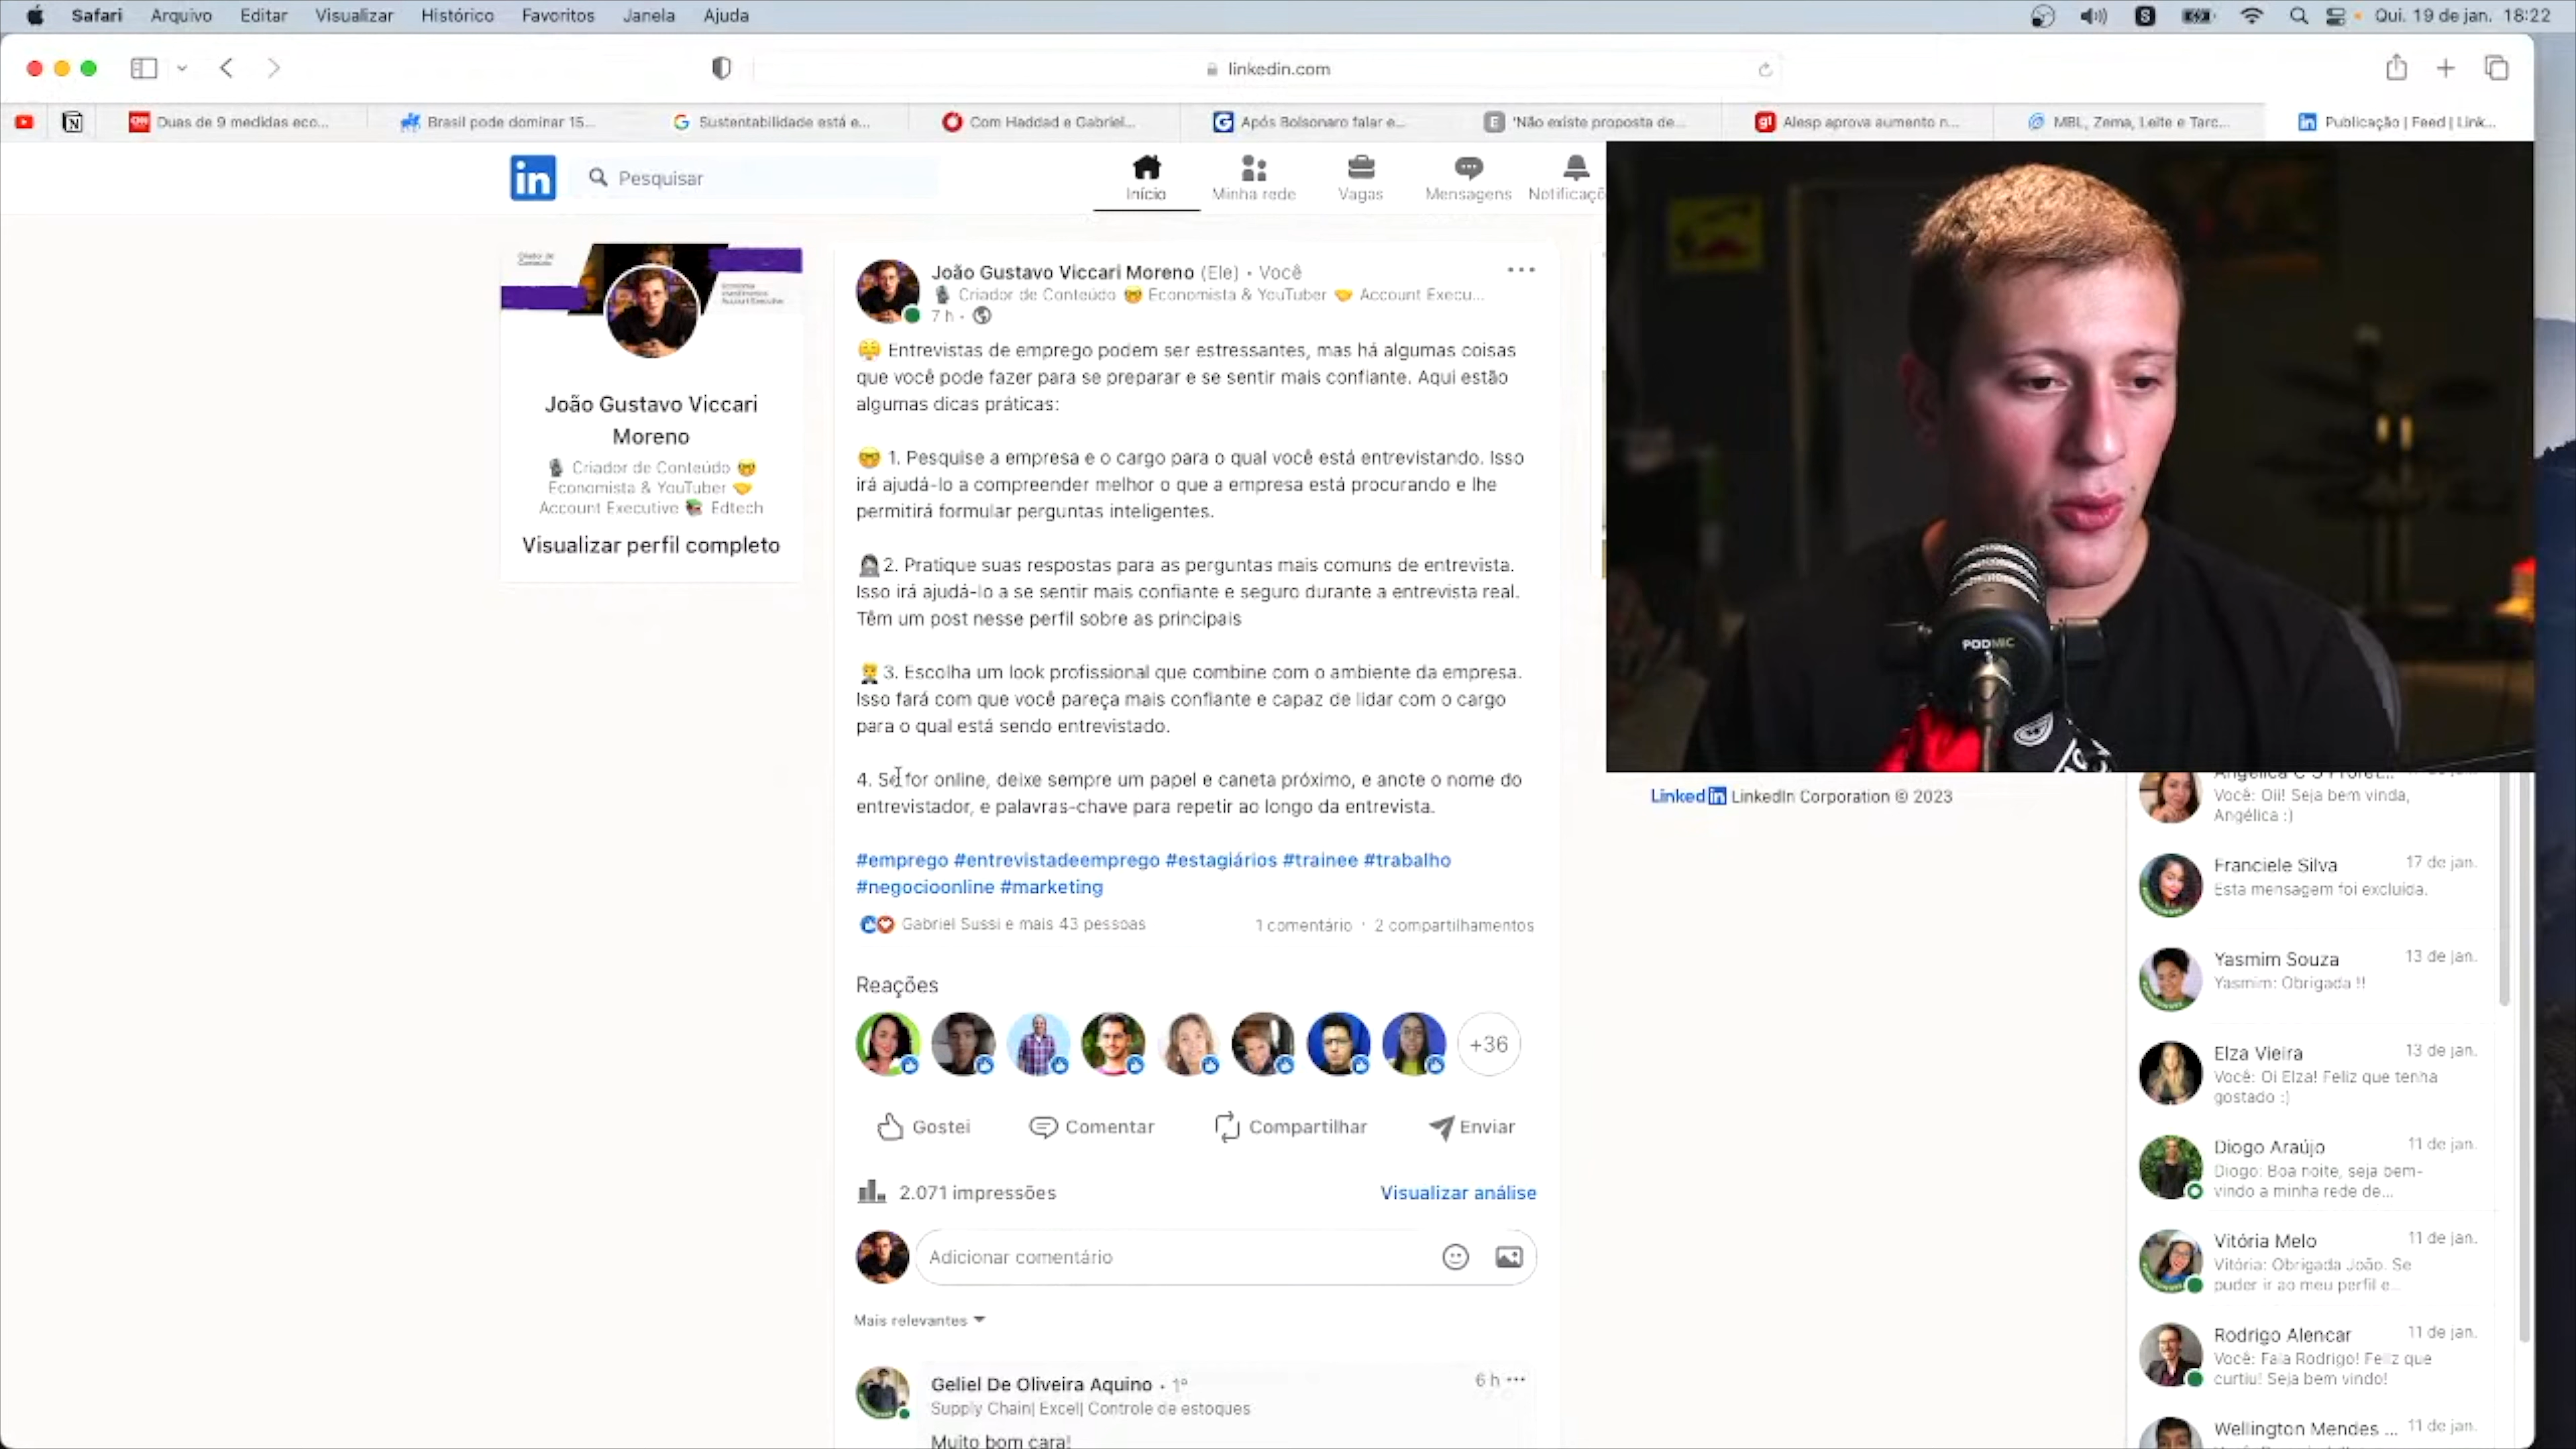 Safari Arquivo Editar Visualizar Histórico Favoritos Janela Ajuda
Qui. 19 de jan. 18:22
linkedin.com
Duas de 9 medidas eco...
Brasil pode dominar 15...
Sustentabilidade está e...
Com Haddad e Gabriel...
Após Bolsonaro falar e...
'Não existe proposta de...
Alesp aprova aumento n...
MBL, Zema, Leite e Tarc...
Publicação | Feed | Link...
in
Pesquisar
Início
Minha rede
Vagas
Mensagens
Notificaçõ
João Gustavo Viccari
Moreno
Criador de Conteúdo 🤓
Economista & YouTuber 🤝
Account Executive 📚 Edtech
Visualizar perfil completo
João Gustavo Viccari Moreno (Ele) • Você
Criador de Conteúdo 🤓 Economista & YouTuber 🤝 Account Execu...
7 h •
Entrevistas de emprego podem ser estressantes, mas há algumas coisas
que você pode fazer para se preparar e se sentir mais confiante. Aqui estão
algumas dicas práticas:
🤓 1. Pesquise a empresa e o cargo para o qual você está entrevistando. Isso
irá ajudá-lo a compreender melhor o que a empresa está procurando e lhe
permitirá formular perguntas inteligentes.
2. Pratique suas respostas para as perguntas mais comuns de entrevista.
Isso irá ajudá-lo a se sentir mais confiante e seguro durante a entrevista real.
Têm um post nesse perfil sobre as principais
3. Escolha um look profissional que combine com o ambiente da empresa.
Isso fará com que você pareça mais confiante e capaz de lidar com o cargo
para o qual está sendo entrevistado.
4. Se for online, deixe sempre um papel e caneta próximo, e anote o nome do
entrevistador, e palavras-chave para repetir ao longo da entrevista.
#emprego #entrevistadeemprego #estagiários #trainee #trabalho
#negocioonline #marketing
Gabriel Sussi e mais 43 pessoas
1 comentário • 2 compartilhamentos
Reações
+36
Gostei
Comentar
Compartilhar
Enviar
2.071 impressões
Visualizar análise
Adicionar comentário
Mais relevantes
Geliel De Oliveira Aquino • 1º
6 h
Supply Chain| Excel| Controle de estoques
Muito bom cara!
PODMIC
LinkedIn LinkedIn Corporation © 2023
Você: Oii! Seja bem vinda,
Angélica :)
Franciele Silva 17 de jan.
Esta mensagem foi excluída.
Yasmim Souza 13 de jan.
Yasmim: Obrigada !!
Elza Vieira 13 de jan.
Você: Oi Elza! Feliz que tenha
gostado :)
Diogo Araújo 11 de jan.
Diogo: Boa noite, seja bem-
vindo a minha rede de...
Vitória Melo 11 de jan.
Vitória: Obrigada João. Se
puder ir ao meu perfil e...
Rodrigo Alencar 11 de jan.
Você: Fala Rodrigo! Feliz que
curtiu! Seja bem vindo!
Wellington Mendes ... 11 de jan.